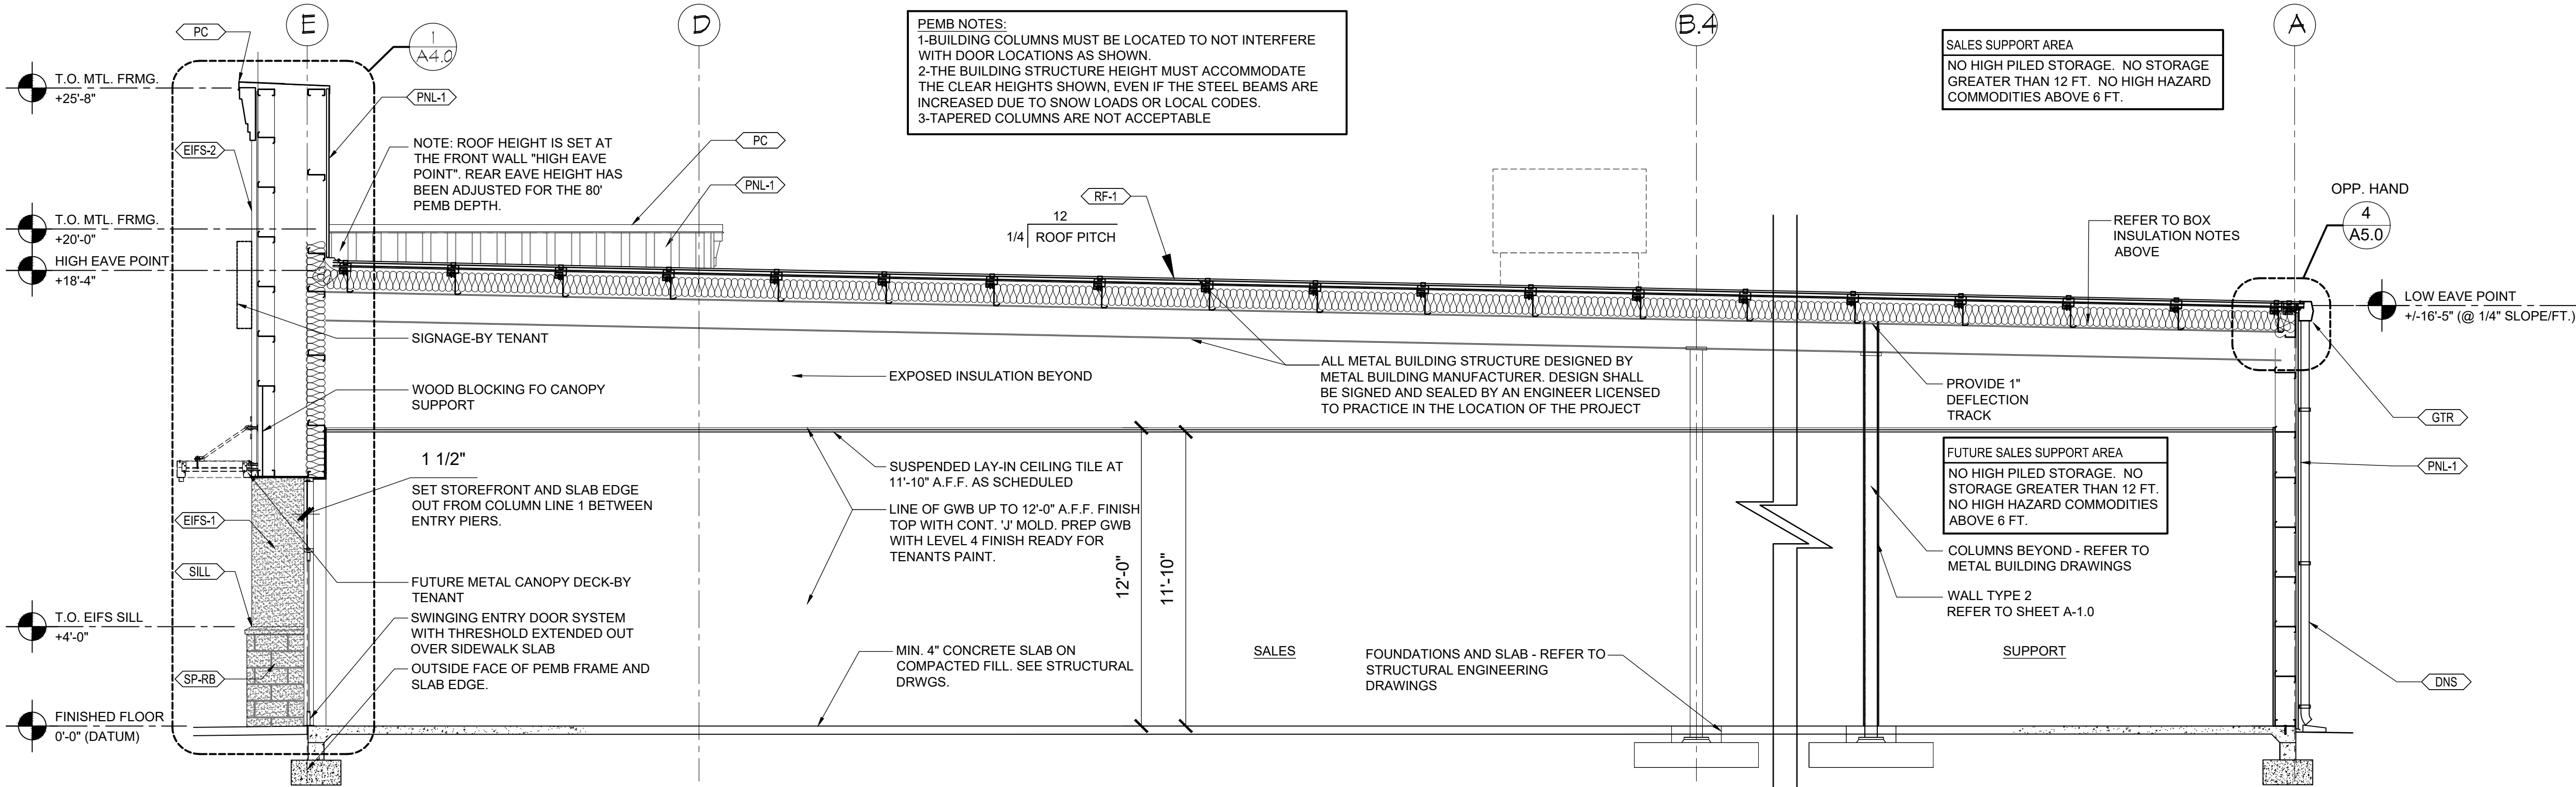 E
D
B.4
A
PC
1
A4.0
T.O. MTL. FRMG.
+25'-8"
PNL-1
EIFS-2
NOTE: ROOF HEIGHT IS SET AT
THE FRONT WALL "HIGH EAVE
POINT". REAR EAVE HEIGHT HAS
BEEN ADJUSTED FOR THE 80'
PEMB DEPTH.
PC
PNL-1
PEMB NOTES:
1-BUILDING COLUMNS MUST BE LOCATED TO NOT INTERFERE
WITH DOOR LOCATIONS AS SHOWN.
2-THE BUILDING STRUCTURE HEIGHT MUST ACCOMMODATE
THE CLEAR HEIGHTS SHOWN, EVEN IF THE STEEL BEAMS ARE
INCREASED DUE TO SNOW LOADS OR LOCAL CODES.
3-TAPERED COLUMNS ARE NOT ACCEPTABLE
SALES SUPPORT AREA
NO HIGH PILED STORAGE. NO STORAGE
GREATER THAN 12 FT. NO HIGH HAZARD
COMMODITIES ABOVE 6 FT.
T.O. MTL. FRMG.
+20'-0"
HIGH EAVE POINT
+18'-4"
RF-1
12
1/4 ROOF PITCH
OPP. HAND
4
A5.0
REFER TO BOX
INSULATION NOTES
ABOVE
LOW EAVE POINT
+/-16'-5" (@ 1/4" SLOPE/FT.)
SIGNAGE-BY TENANT
WOOD BLOCKING FO CANOPY
SUPPORT
EXPOSED INSULATION BEYOND
ALL METAL BUILDING STRUCTURE DESIGNED BY
METAL BUILDING MANUFACTURER. DESIGN SHALL
BE SIGNED AND SEALED BY AN ENGINEER LICENSED
TO PRACTICE IN THE LOCATION OF THE PROJECT
PROVIDE 1"
DEFLECTION
TRACK
GTR
PNL-1
1 1/2"
SET STOREFRONT AND SLAB EDGE
OUT FROM COLUMN LINE 1 BETWEEN
ENTRY PIERS.
SUSPENDED LAY-IN CEILING TILE AT
11'-10" A.F.F. AS SCHEDULED
LINE OF GWB UP TO 12'-0" A.F.F. FINISH
TOP WITH CONT. 'J' MOLD. PREP GWB
WITH LEVEL 4 FINISH READY FOR
TENANTS PAINT.
12'-0"
11'-10"
FUTURE SALES SUPPORT AREA
NO HIGH PILED STORAGE. NO
STORAGE GREATER THAN 12 FT.
NO HIGH HAZARD COMMODITIES
ABOVE 6 FT.
EIFS-1
SILL
COLUMNS BEYOND - REFER TO
METAL BUILDING DRAWINGS
WALL TYPE 2
REFER TO SHEET A-1.0
FUTURE METAL CANOPY DECK-BY
TENANT
T.O. EIFS SILL
+4'-0"
SWINGING ENTRY DOOR SYSTEM
WITH THRESHOLD EXTENDED OUT
OVER SIDEWALK SLAB
OUTSIDE FACE OF PEMB FRAME AND
SLAB EDGE.
SP-RB
MIN. 4" CONCRETE SLAB ON
COMPACTED FILL. SEE STRUCTURAL
DRWGS.
SALES
FOUNDATIONS AND SLAB - REFER TO
STRUCTURAL ENGINEERING
DRAWINGS
SUPPORT
DNS
FINISHED FLOOR
0'-0" (DATUM)